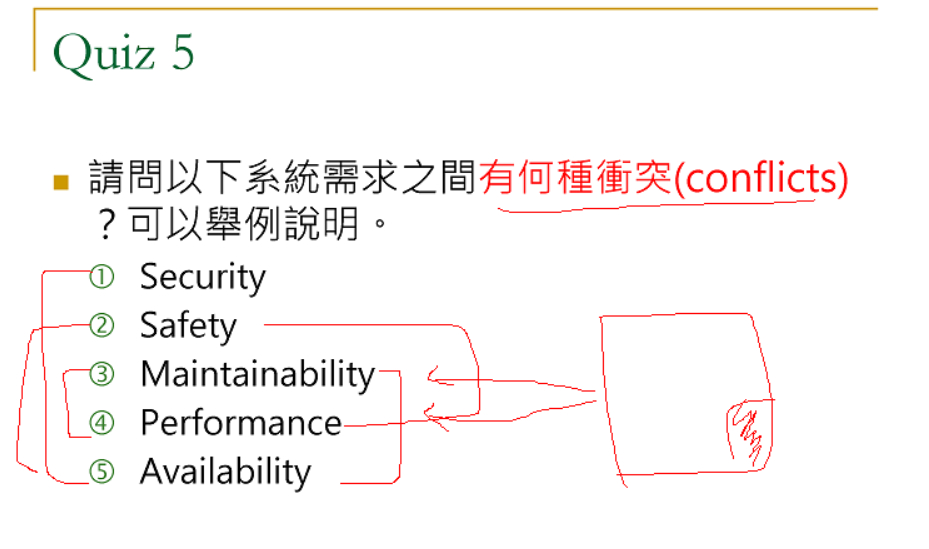 Quiz 5
請問以下系統需求之間有何種衝突(conflicts)
？可以舉例說明。
① Security
② Safety
③ Maintainability
④ Performance
⑤ Availability